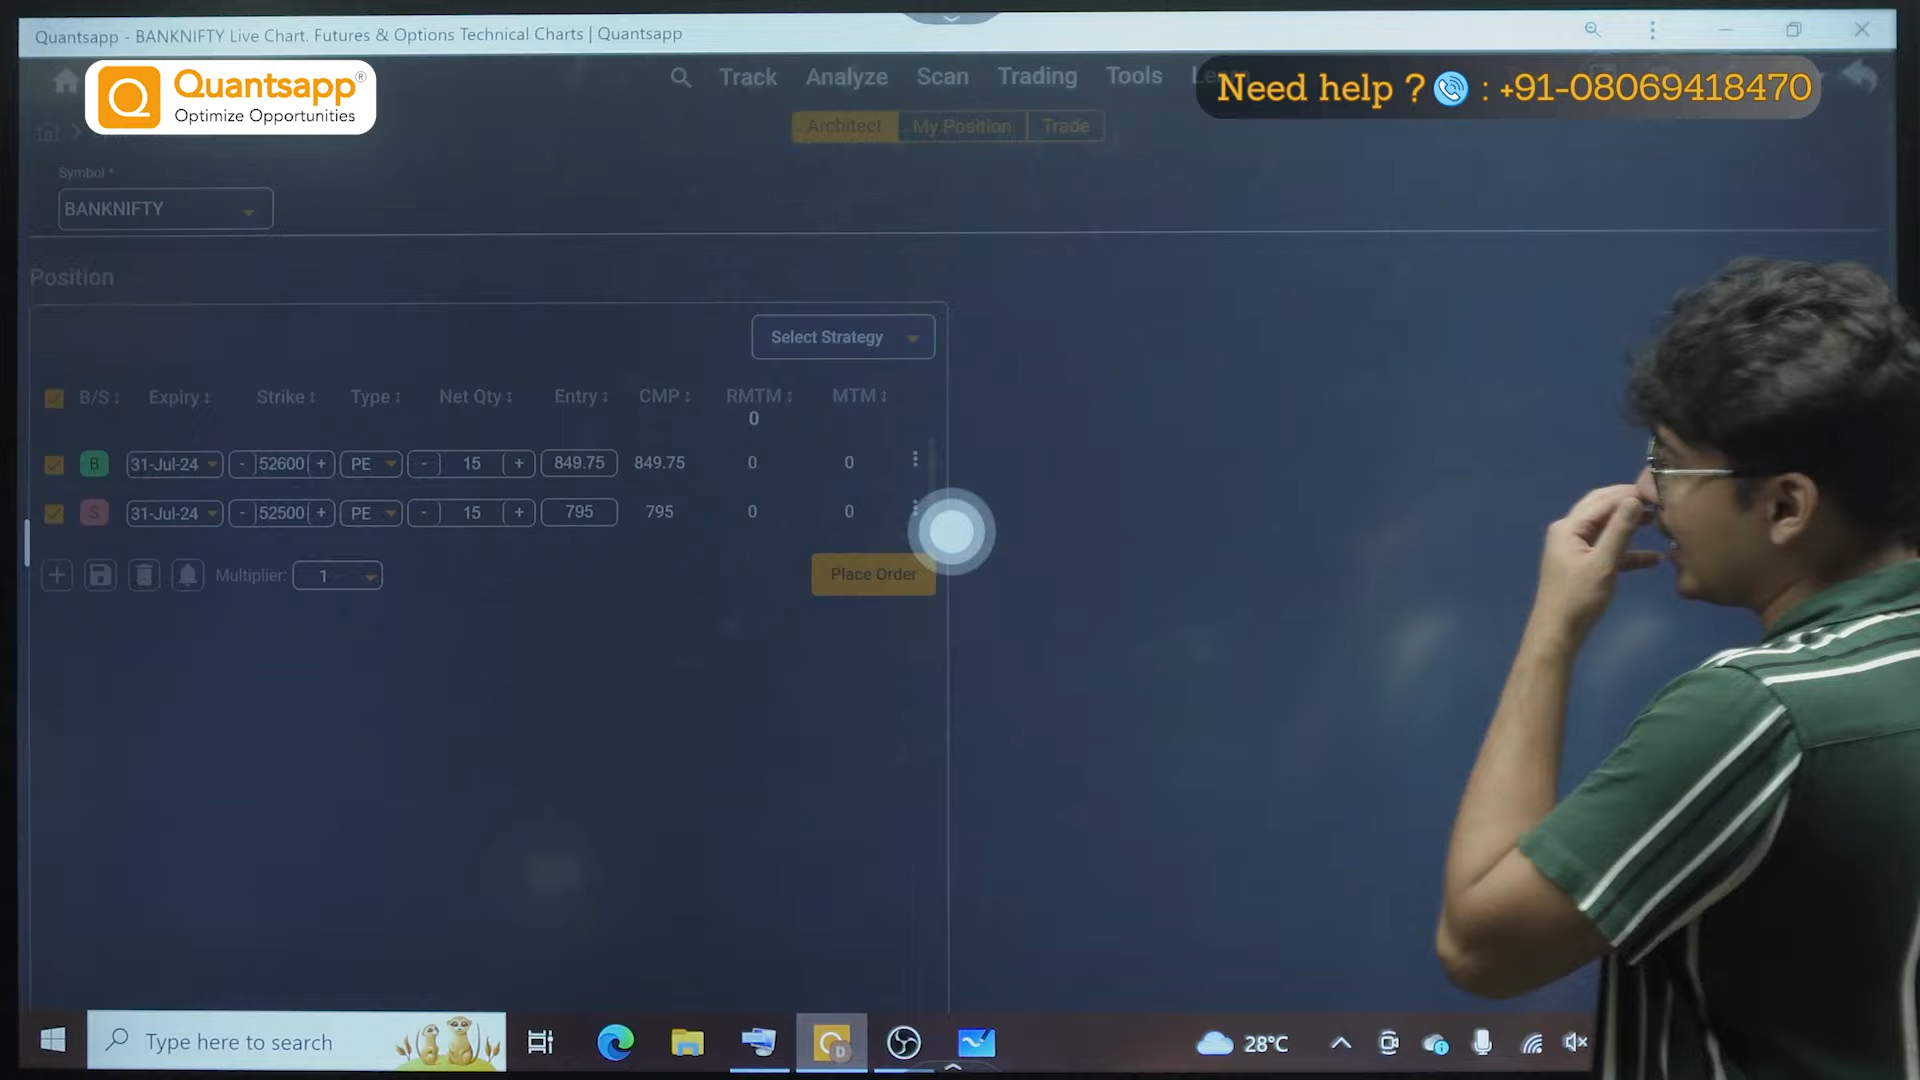 Quantsapp - BANKNIFTY Live Chart. Futures & Options Technical Charts | Quantsapp
Quantsapp®
Optimize Opportunities
Track Analyze Scan Trading Tools
Need help ? : +91-08069418470
Architect My Position Trade
Symbol *
BANKNIFTY
Position
Select Strategy
B/S Expiry Strike Type Net Qty Entry CMP RMTM MTM
0
B 31-Jul-24 - 52600 + PE - 15 + 849.75 849.75 0 0
S 31-Jul-24 - 52500 + PE - 15 + 795 795 0 0
Multiplier: 1 Place Order
Type here to search
D
28°C